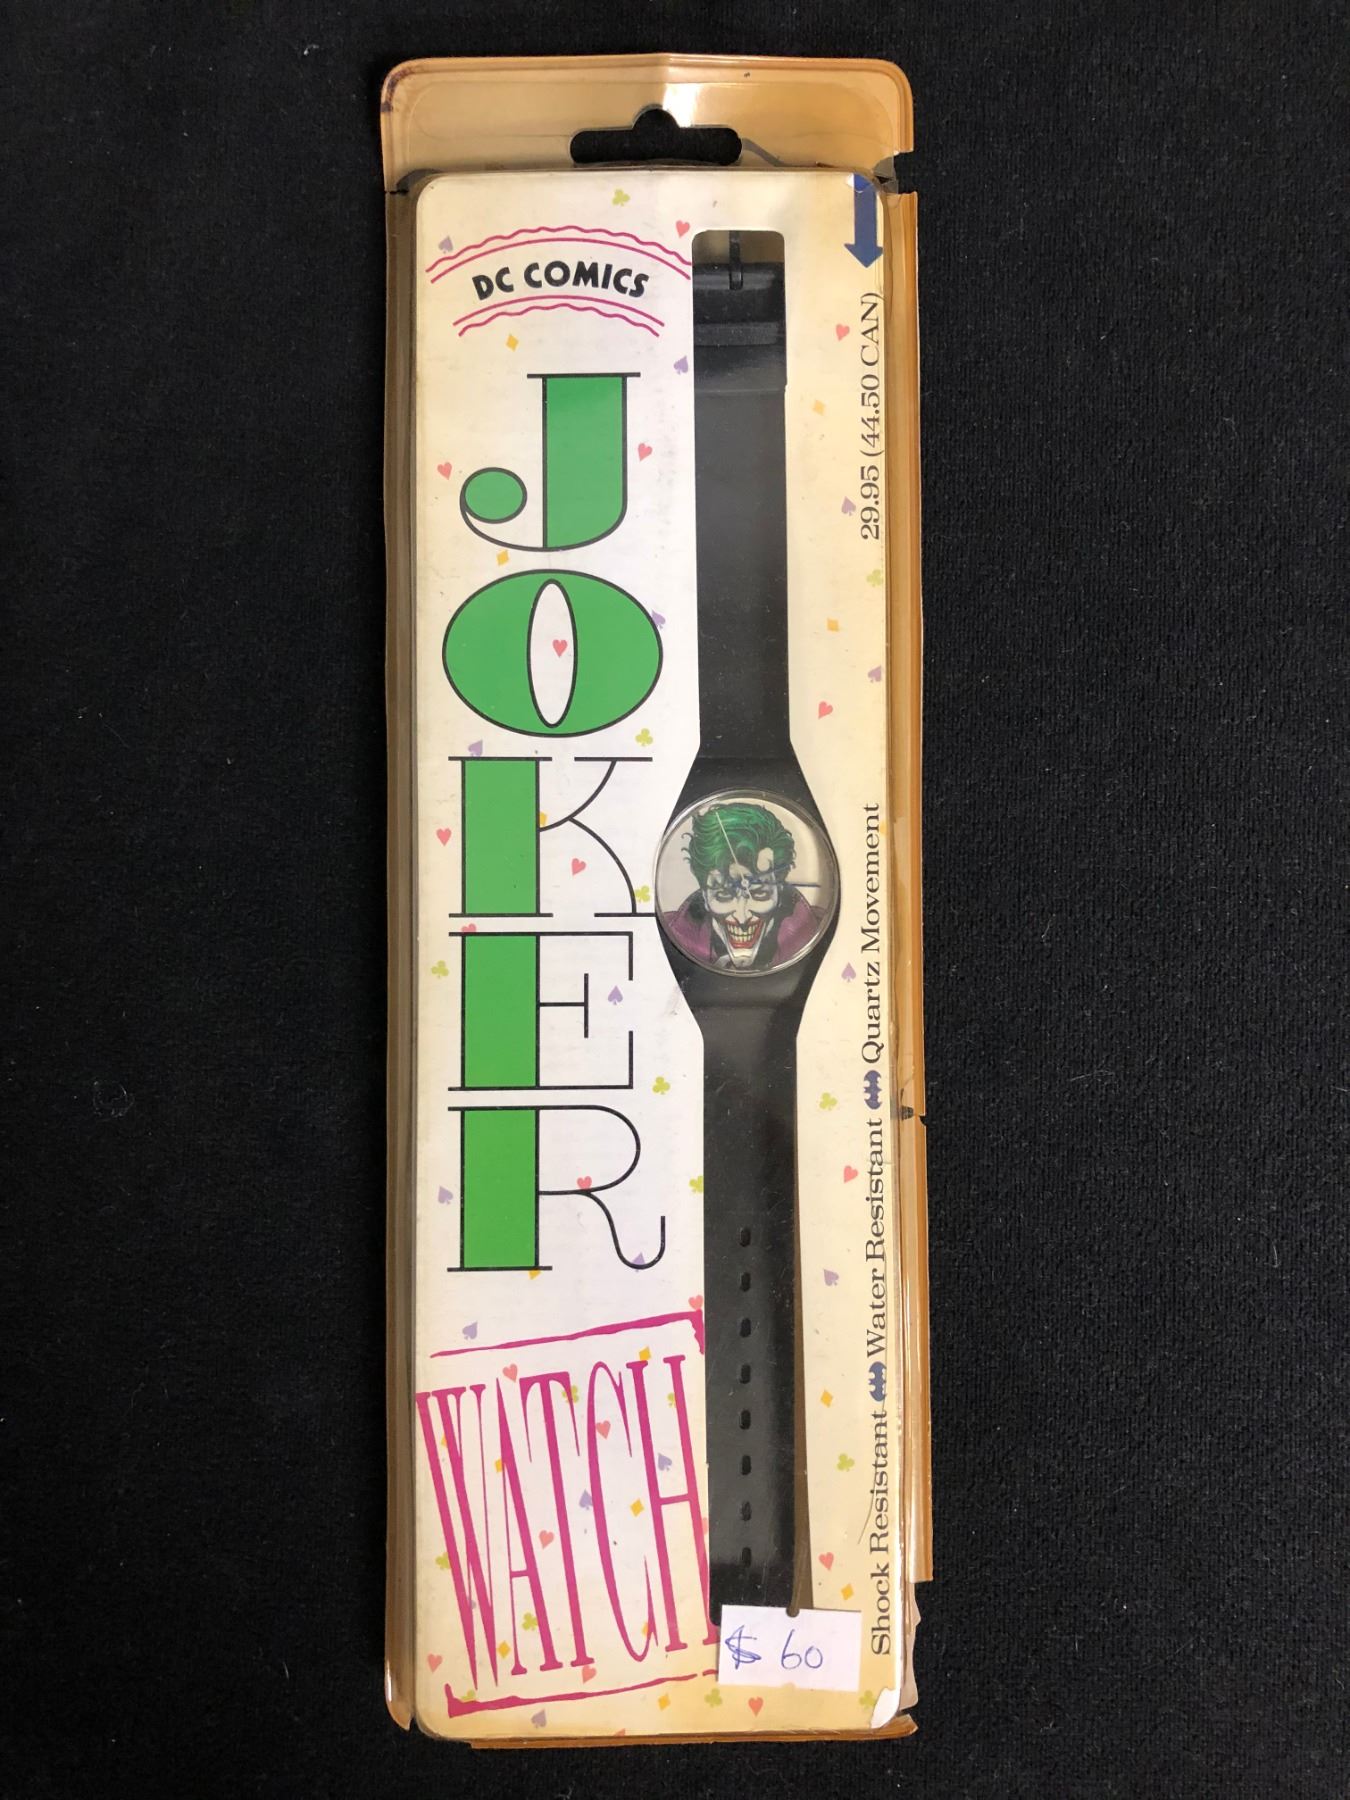 DC COMICS
JOKER
WATCH
29.95 (44.50 CAN)
Shock Resistant Water Resistant Quartz Movement
$ 60